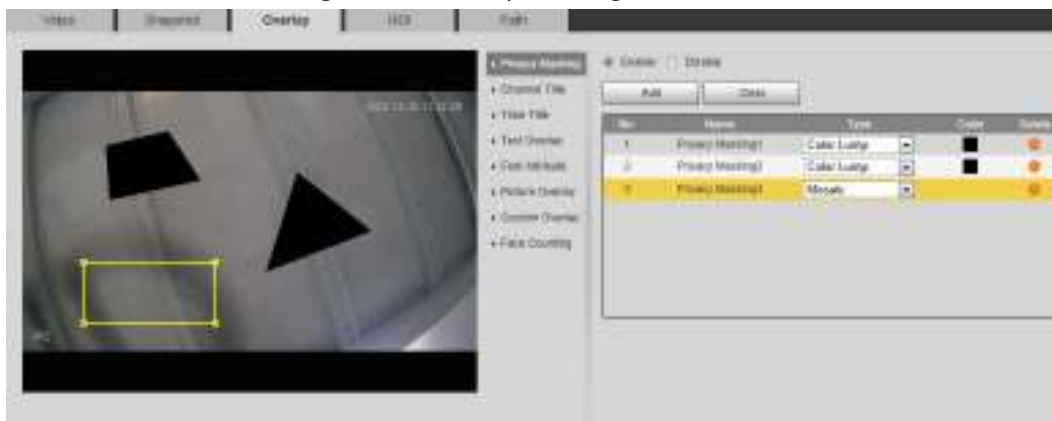 Video Snapshot Overlay ROI Path
Privacy Masking
Channel Title
Time Title
Text Overlay
Font Attribute
Picture Overlay
Custom Overlay
Face Counting
Enable Disable
Add Clear
No. Name Type Color Delete
1 Privacy Masking1 Color Lump
2 Privacy Masking2 Color Lump
3 Privacy Masking3 Mosaic